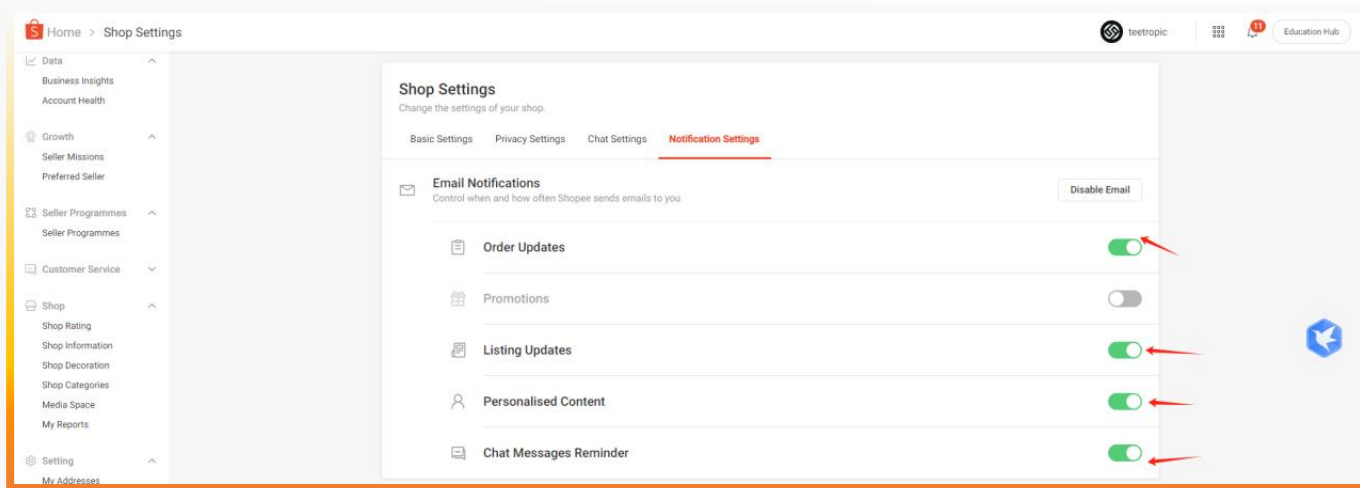 S Home > Shop Settings
teetropic
11
Education Hub
Data
Business Insights
Account Health
Growth
Seller Missions
Preferred Seller
Seller Programmes
Seller Programmes
Customer Service
Shop
Shop Rating
Shop Information
Shop Decoration
Shop Categories
Media Space
My Reports
Setting
My Addresses
Shop Settings
Change the settings of your shop.
Basic Settings Privacy Settings Chat Settings Notification Settings
Email Notifications
Control when and how often Shopee sends emails to you
Disable Email
Order Updates
Promotions
Listing Updates
Personalised Content
Chat Messages Reminder